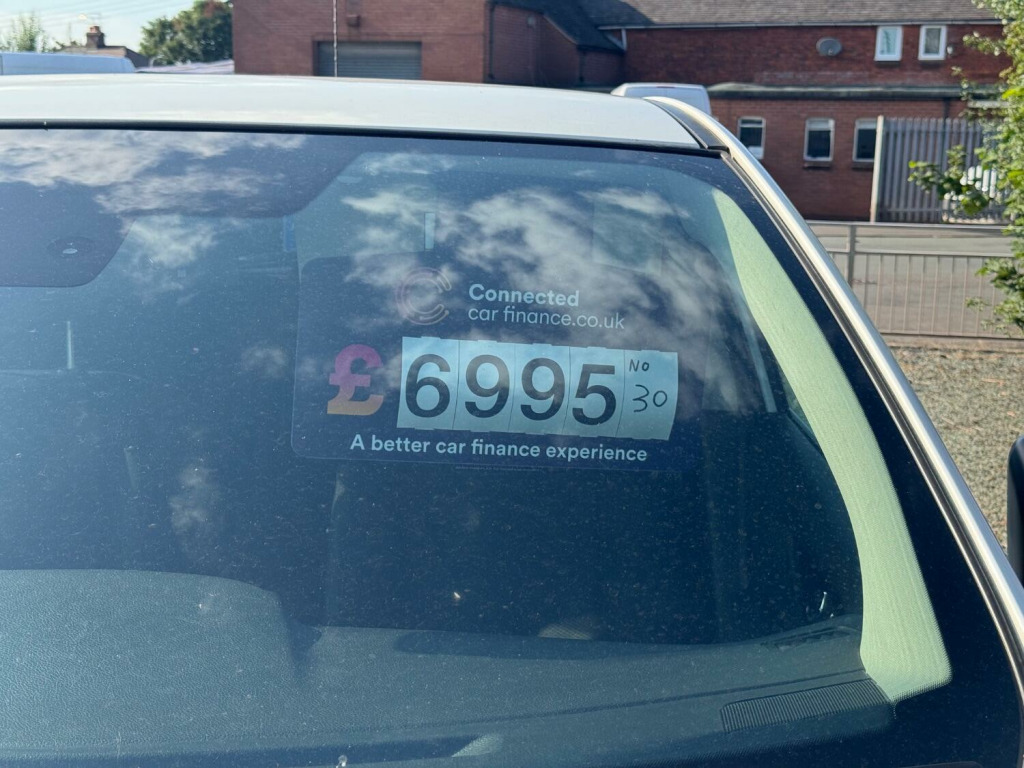 Connected
car finance.co.uk
£ 6995 NO 30
A better car finance experience